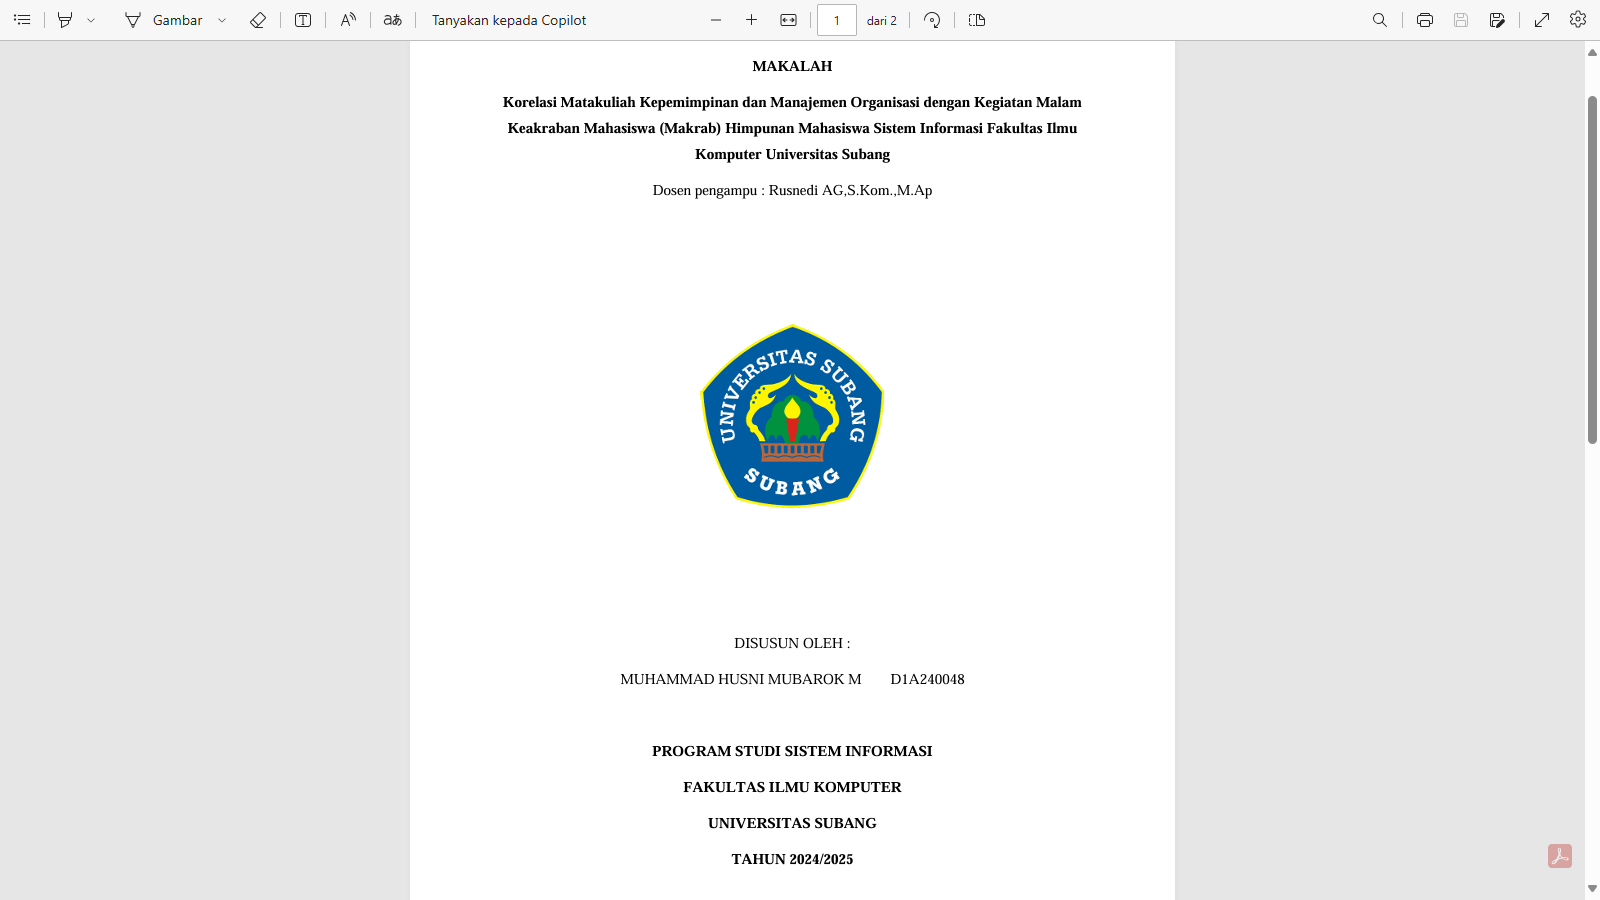 Gambar
Tanyakan kepada Copilot
1
dari 2
MAKALAH
Korelasi Matakuliah Kepemimpinan dan Manajemen Organisasi dengan Kegiatan Malam
Keakraban Mahasiswa (Makrab) Himpunan Mahasiswa Sistem Informasi Fakultas Ilmu
Komputer Universitas Subang
Dosen pengampu : Rusnedi AG,S.Kom.,M.Ap
UNIVERSITAS SUBANG
SUBANG
DISUSUN OLEH :
MUHAMMAD HUSNI MUBAROK M D1A240048
PROGRAM STUDI SISTEM INFORMASI
FAKULTAS ILMU KOMPUTER
UNIVERSITAS SUBANG
TAHUN 2024/2025